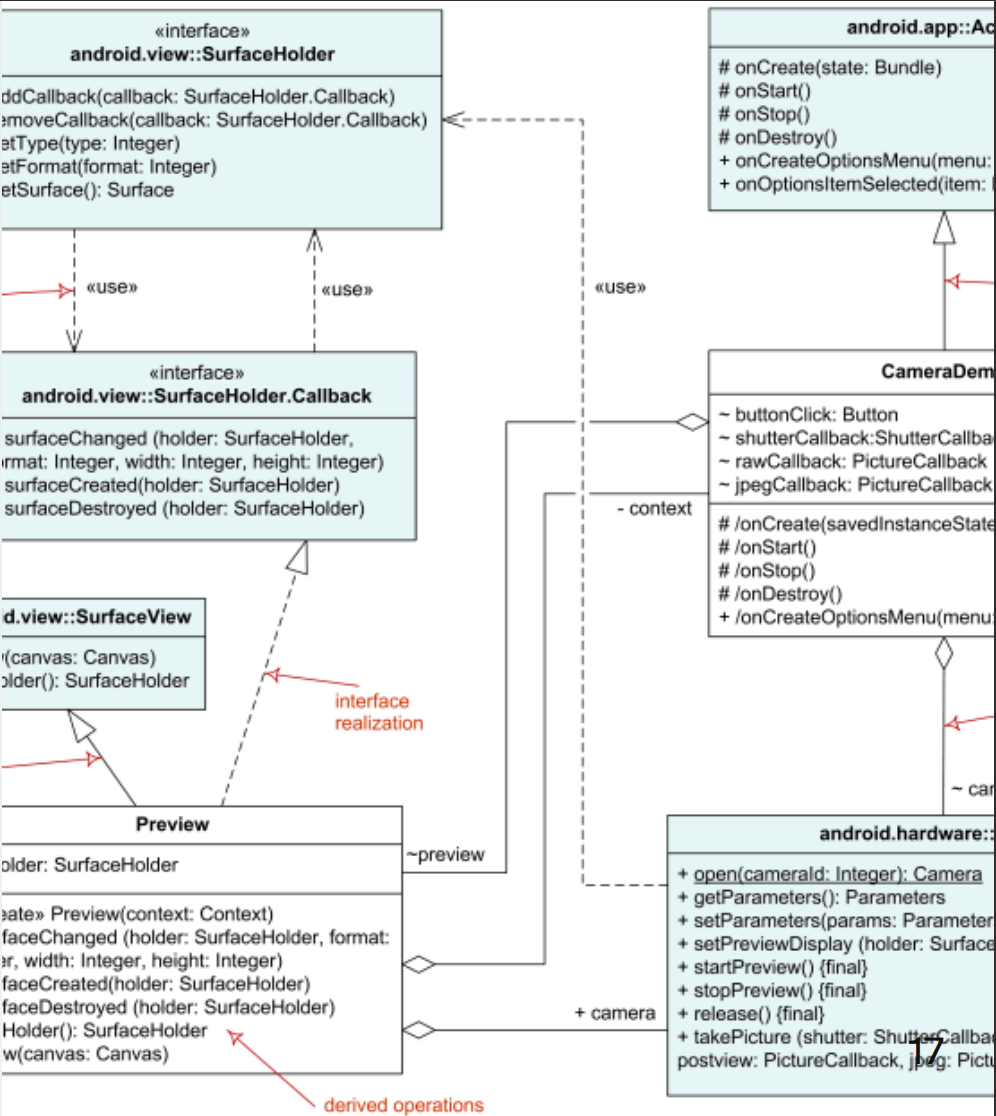 «interface»
android.view::SurfaceHolder
ddCallback(callback: SurfaceHolder.Callback)
emoveCallback(callback: SurfaceHolder.Callback)
etType(type: Integer)
etFormat(format: Integer)
etSurface(): Surface
android.app::Ac
# onCreate(state: Bundle)
# onStart()
# onStop()
# onDestroy()
+ onCreateOptionsMenu(menu:
+ onOptionsItemSelected(item:
«use»
«use»
«use»
«interface»
android.view::SurfaceHolder.Callback
surfaceChanged (holder: SurfaceHolder,
rmat: Integer, width: Integer, height: Integer)
surfaceCreated(holder: SurfaceHolder)
surfaceDestroyed (holder: SurfaceHolder)
CameraDem
~ buttonClick: Button
~ shutterCallback:ShutterCallba
~ rawCallback: PictureCallback
~ jpegCallback: PictureCallback
# /onCreate(savedInstanceState
# /onStart()
# /onStop()
# /onDestroy()
+ /onCreateOptionsMenu(menu:
- context
d.view::SurfaceView
(canvas: Canvas)
older(): SurfaceHolder
interface
realization
Preview
older: SurfaceHolder
eate» Preview(context: Context)
faceChanged (holder: SurfaceHolder, format:
er, width: Integer, height: Integer)
faceCreated(holder: SurfaceHolder)
faceDestroyed (holder: SurfaceHolder)
Holder(): SurfaceHolder
w(canvas: Canvas)
~preview
+ camera
~ car
android.hardware::
+ open(cameraId: Integer): Camera
+ getParameters(): Parameters
+ setParameters(params: Parameter
+ setPreviewDisplay (holder: Surface
+ startPreview() {final}
+ stopPreview() {final}
+ release() {final}
+ takePicture (shutter: ShutterCallba
postview: PictureCallback, jpeg: Pictu
17
derived operations